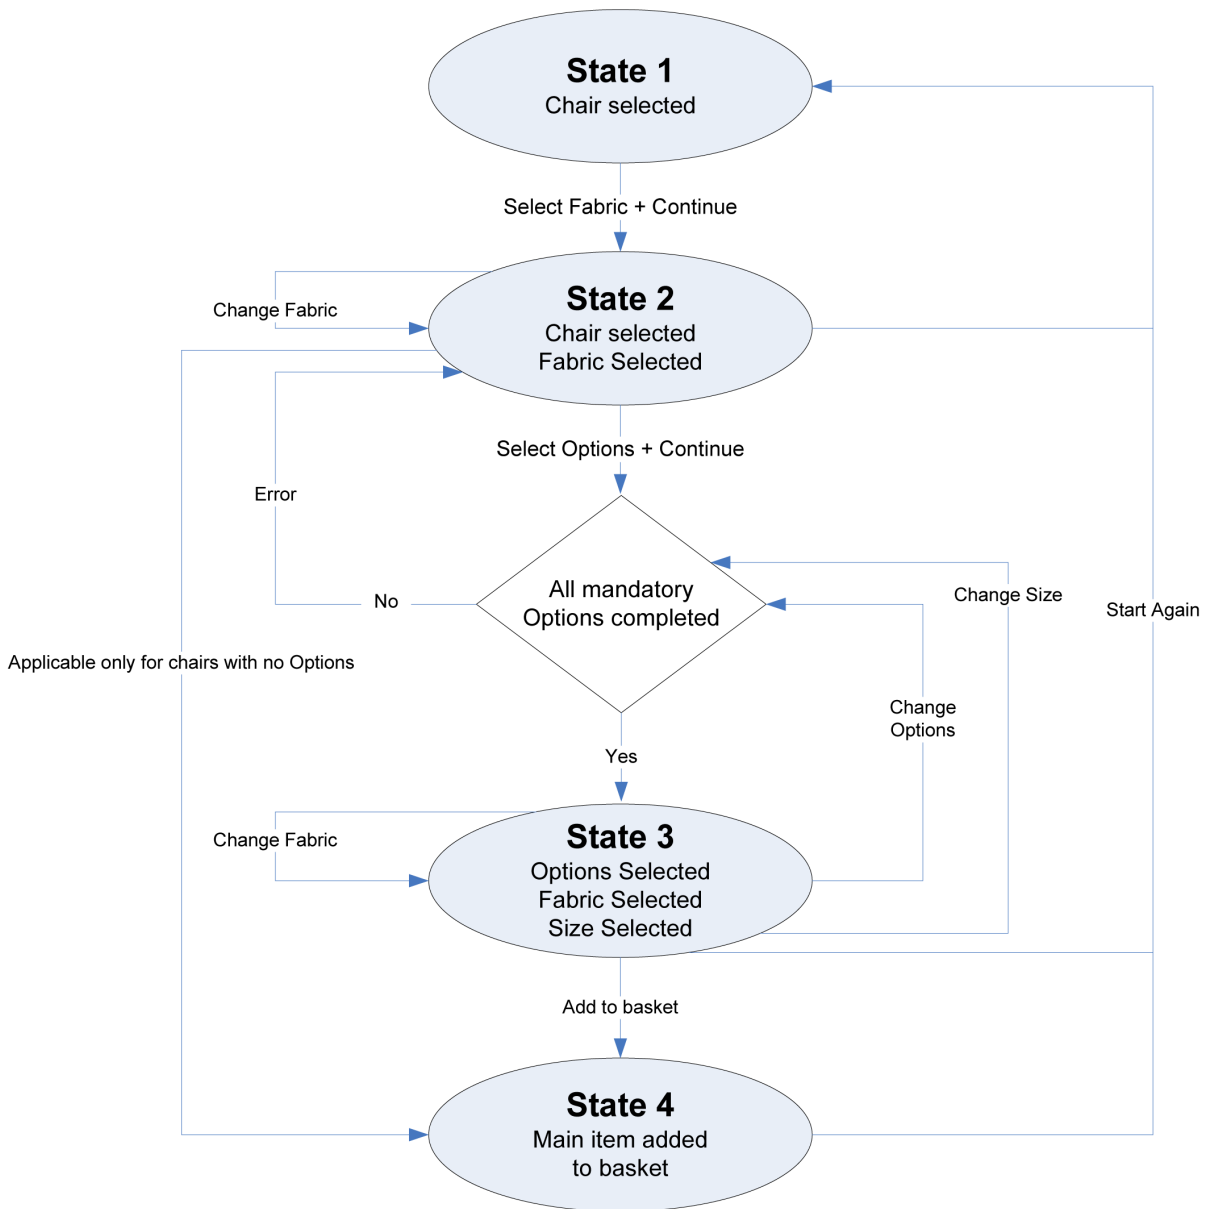 State 1
Chair selected
Select Fabric + Continue
State 2
Chair selected
Fabric Selected
Change Fabric
Select Options + Continue
Error
All mandatory
Options completed
No
Change Size
Start Again
Applicable only for chairs with no Options
Change
Options
Yes
State 3
Options Selected
Fabric Selected
Size Selected
Change Fabric
Add to basket
State 4
Main item added
to basket